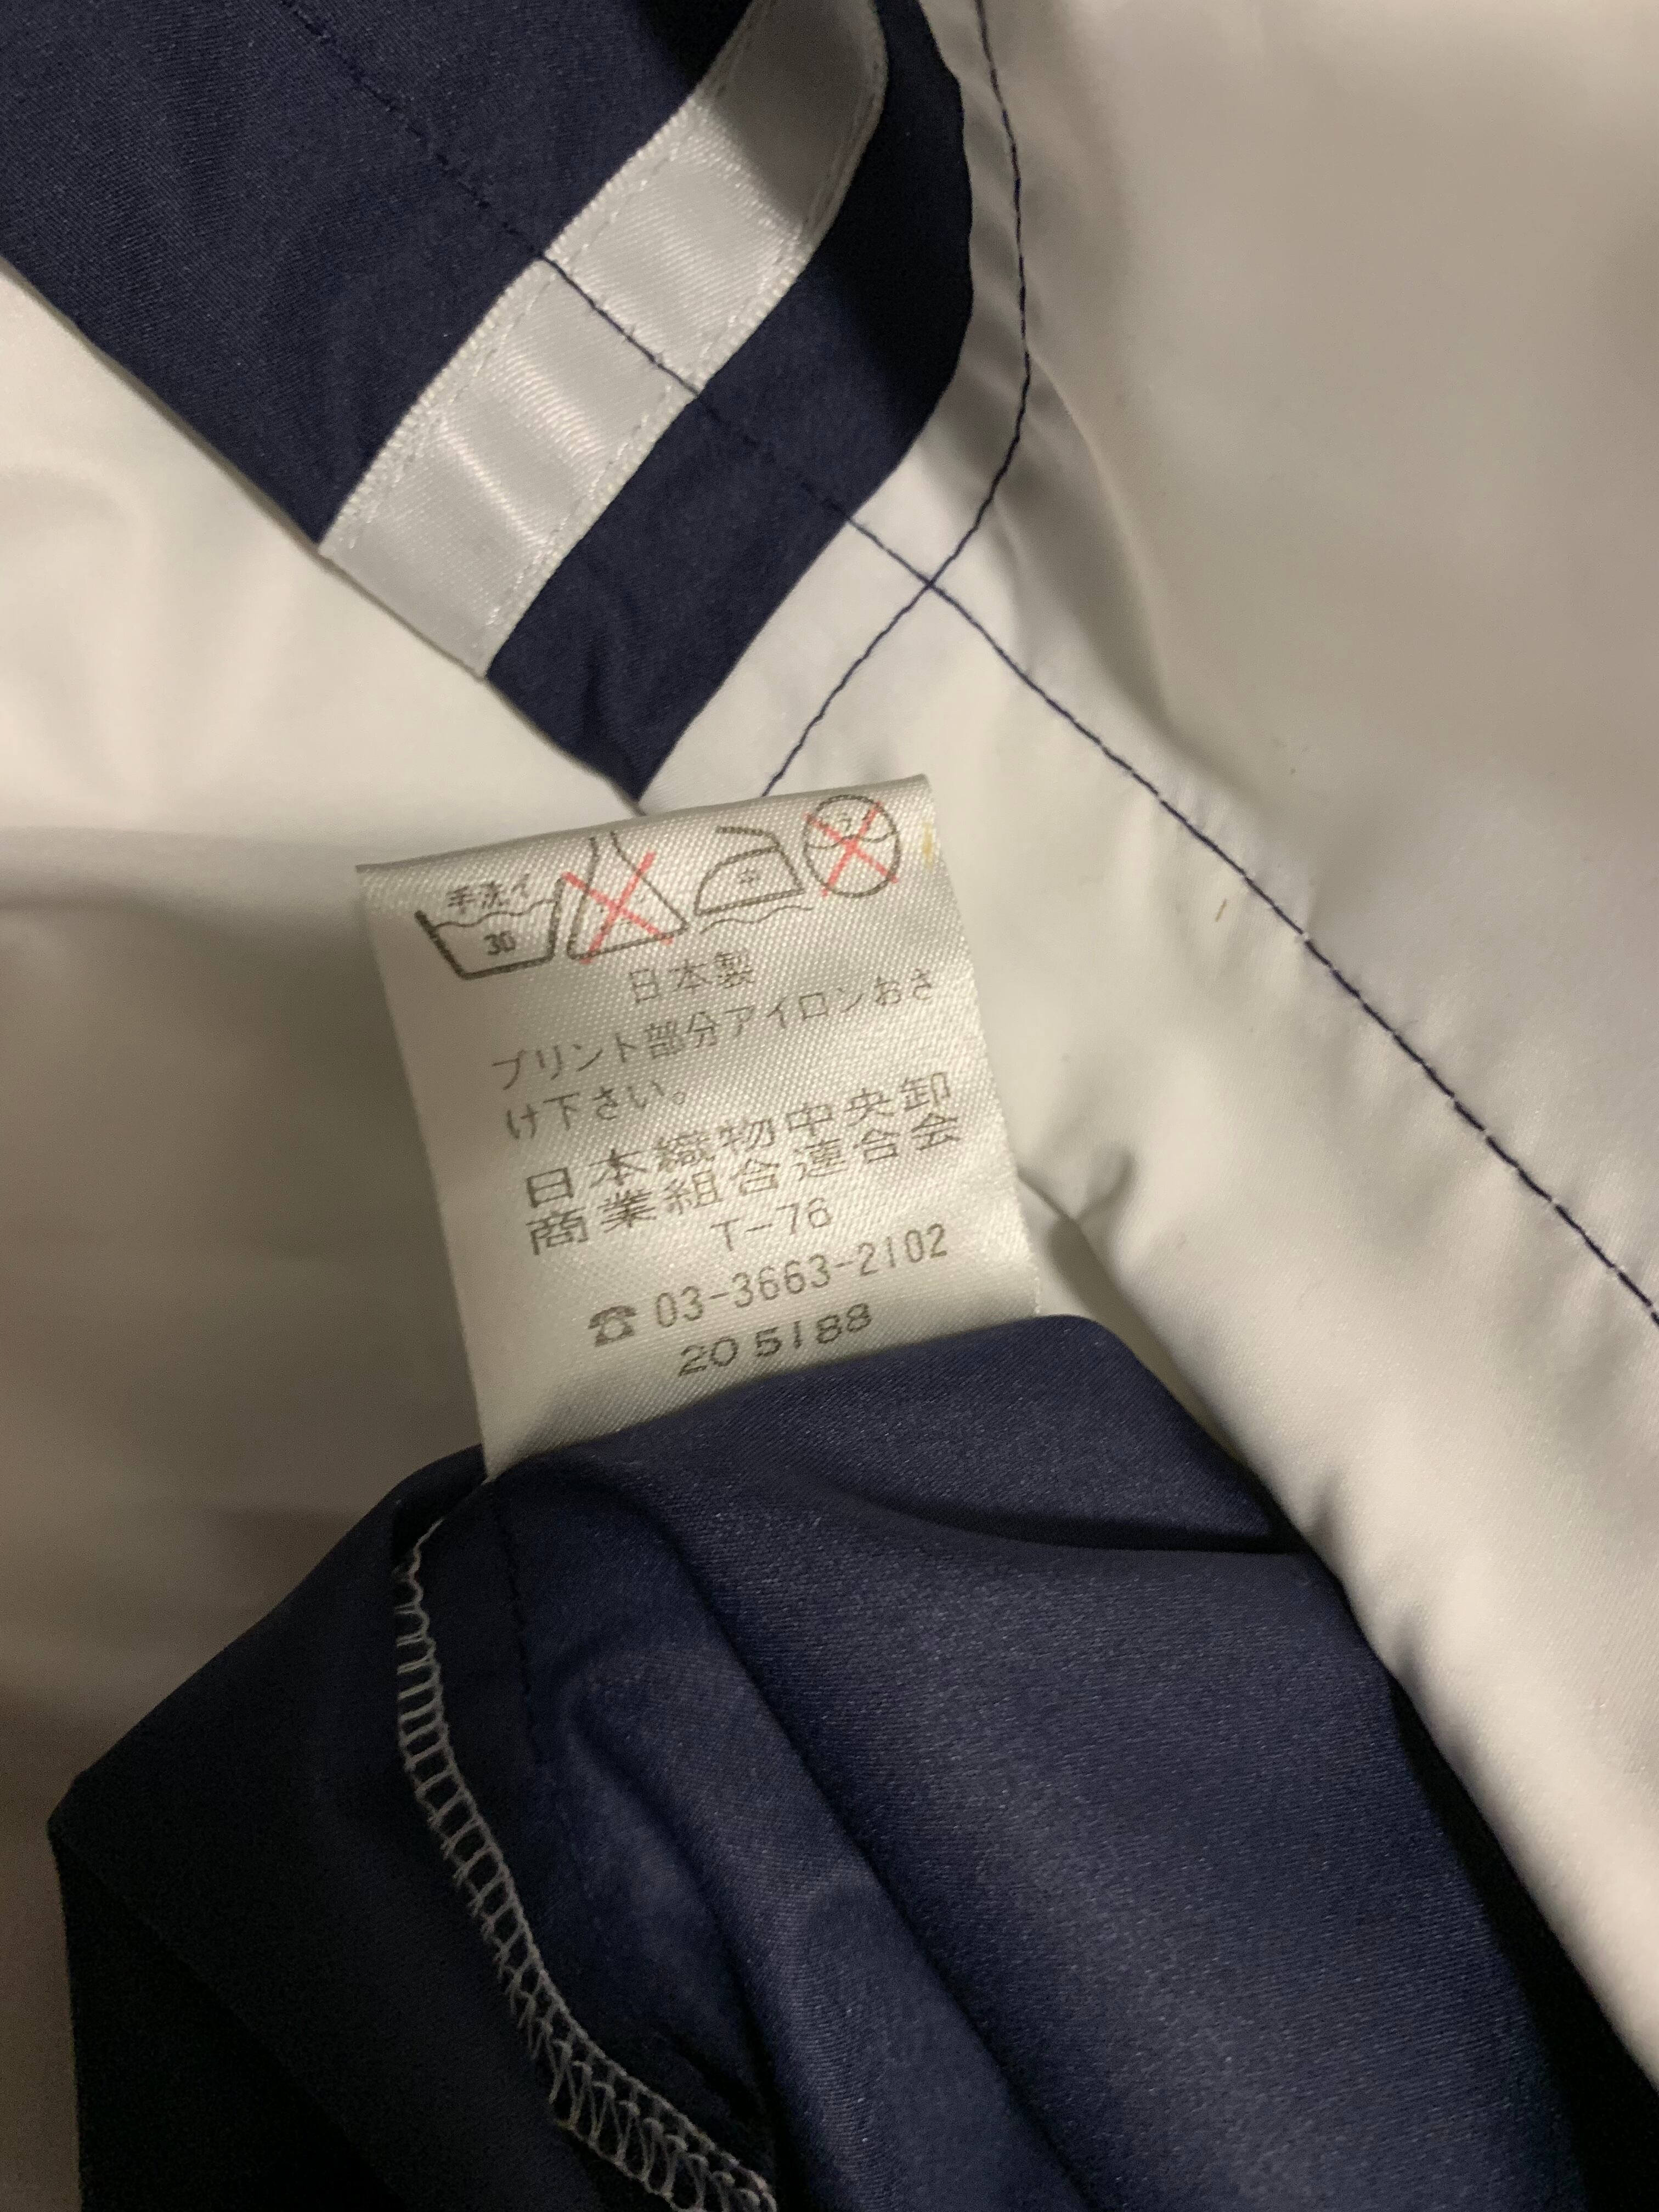 手洗イ
30
中
日本製
プリント部分アイロンおさ
け下さい。
日本織物中央卸
商業組合連合会
T-76
☎03-3663-2102
205188